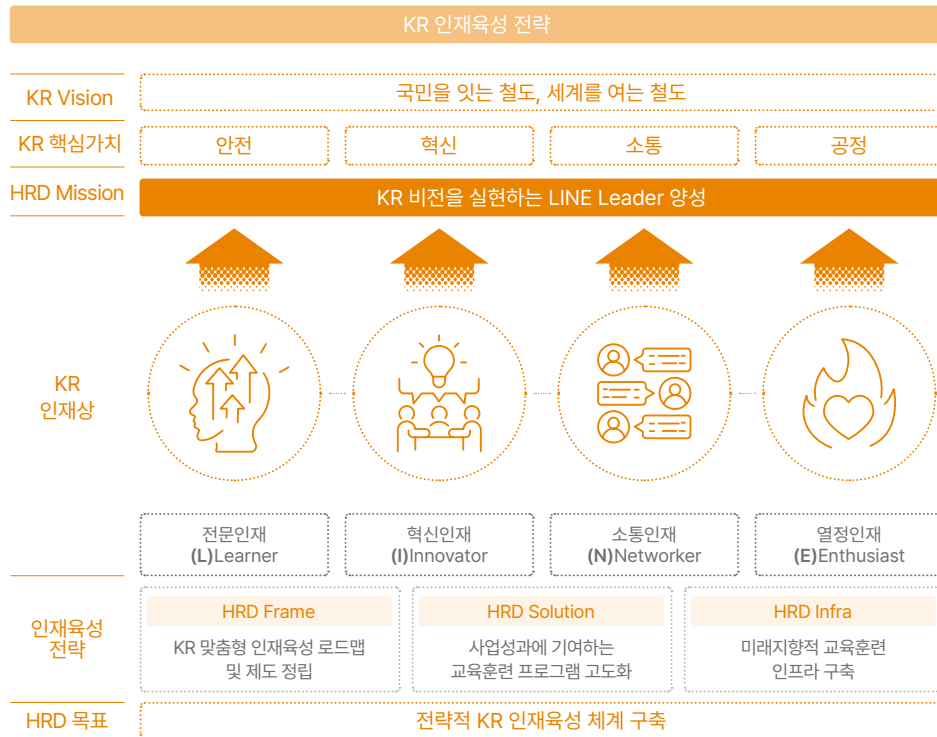 KR 인재육성 전략
KR Vision
국민을 잇는 철도, 세계를 여는 철도
KR 핵심가치
안전
혁신
소통
공정
HRD Mission
KR 비전을 실현하는 LINE Leader 양성
KR
인재상
전문인재
(L)Learner
혁신인재
(I)Innovator
소통인재
(N)Networker
열정인재
(E)Enthusiast
인재육성
전략
HRD Frame
KR 맞춤형 인재육성 로드맵
및 제도 정립
HRD Solution
사업성과에 기여하는
교육훈련 프로그램 고도화
HRD Infra
미래지향적 교육훈련
인프라 구축
HRD 목표
전략적 KR 인재육성 체계 구축